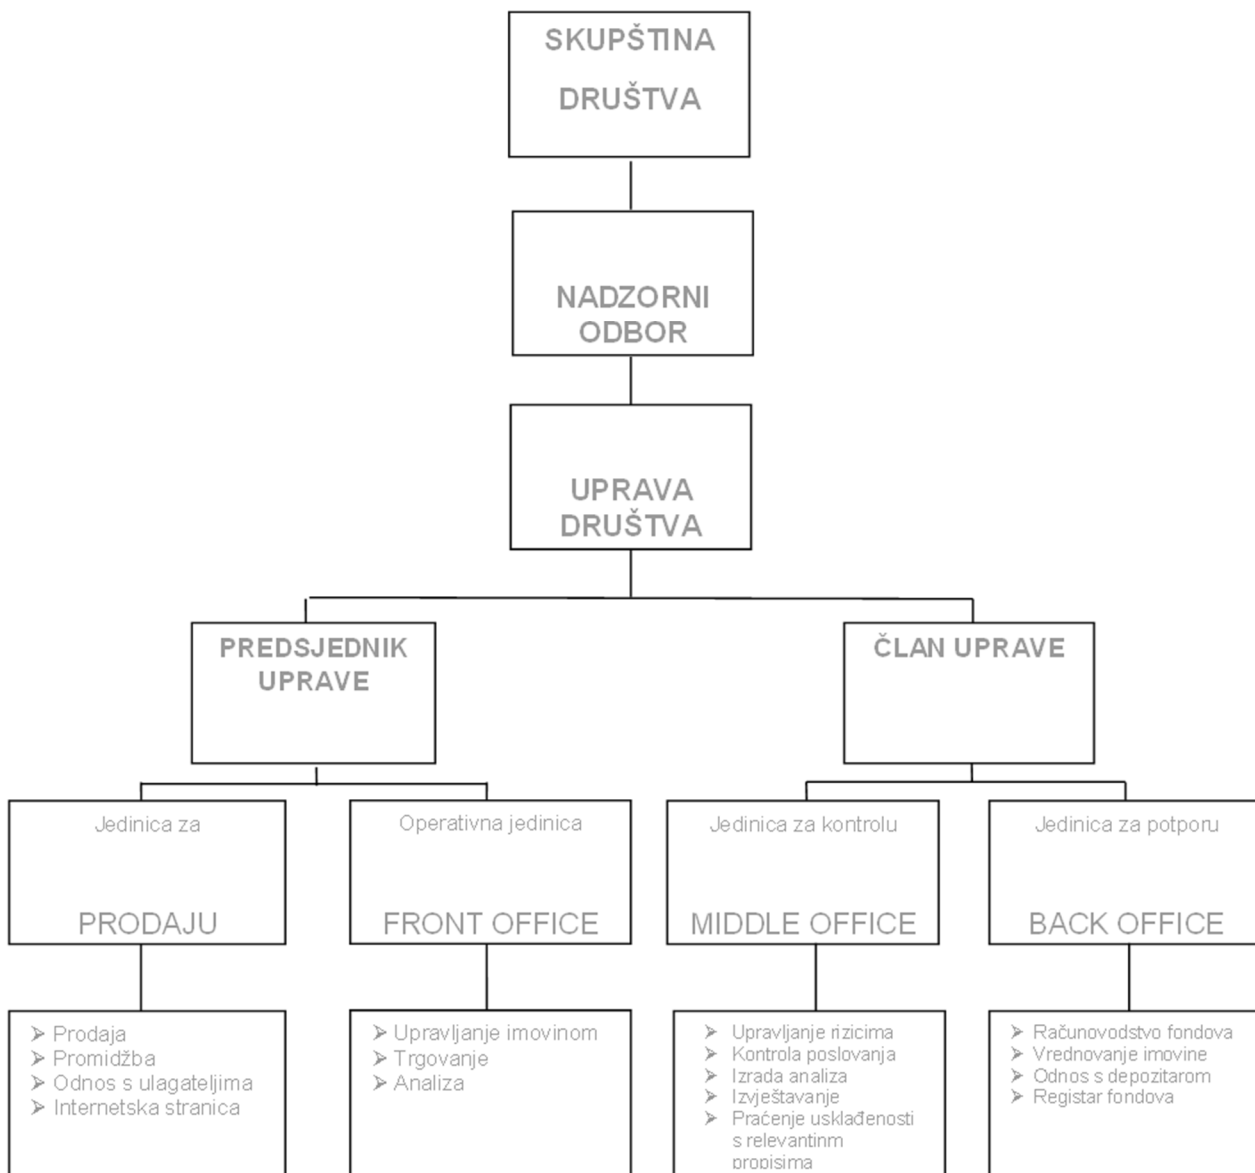 SKUPŠTINA
DRUŠTVA
NADZORNI
ODBOR
UPRAVA
DRUŠTVA
PREDSJEDNIK
UPRAVE
ČLAN UPRAVE
Jedinica za
PRODAJU
Operativna jedinica
FRONT OFFICE
Jedinica za kontrolu
MIDDLE OFFICE
Jedinica za potporu
BACK OFFICE
➢ Prodaja
➢ Promidžba
➢ Odnos s ulagateljima
➢ Internetska stranica
➢ Upravljanje imovinom
➢ Trgovanje
➢ Analiza
➢ Upravljanje rizicima
➢ Kontrola poslovanja
➢ Izrada analiza
➢ Izvještavanje
➢ Praćenje usklađenosti
s relevantinm
propisima
➢ Računovodstvo fondova
➢ Vrednovanje imovine
➢ Odnos s depozitarom
➢ Registar fondova